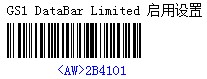 GS1 DataBar Limited 启用设置
<AW>2B4101